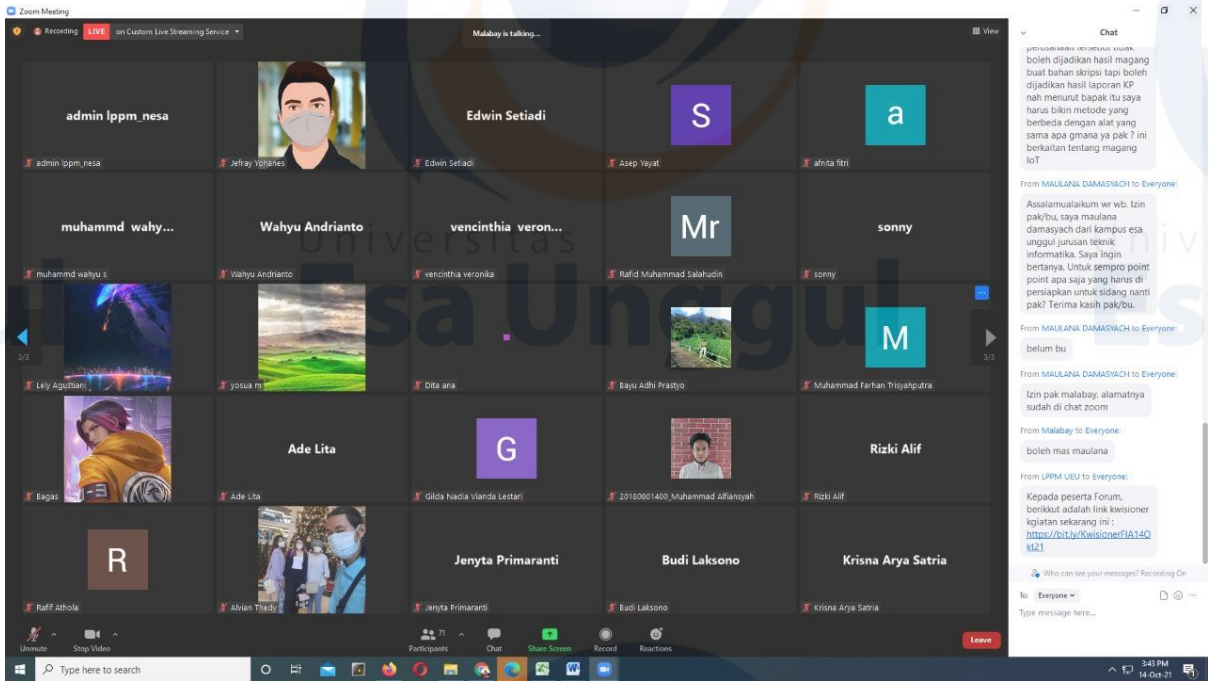 Zoom Meeting
Recording LIVE on Custom Live Streaming Service
Malabay is talking...
View
admin lppm_nesa
Edwin Setiadi
S
a
admin lppm_nesa
Jefray Yohanes
Edwin Setiadi
Asep Yayat
afnita fitri
muhammd wahy...
Wahyu Andrianto
vencinthia veron...
Mr
sonny
muhammd wahyu s
Wahyu Andrianto
vencinthia veronika
Rafid Muhammad Salahudin
sonny
M
3/3
3/3
Lely Agustiani
yosua m
Dita ana
Bayu Adhi Prastyo
Muhammad Farhan Trisyahputra
Ade Lita
G
Rizki Alif
Bagas
Ade Lita
Gilda Nadia Vianda Lestari
20180801400_Muhammad Alfiansyah
Rizki Alif
R
Jenyta Primaranti
Budi Laksono
Krisna Arya Satria
Rafif Athola
Alvian Thedy
Jenyta Primaranti
Budi Laksono
Krisna Arya Satria
Unmute
Stop Video
Participants
71
Chat
Share Screen
Record
Reactions
Leave
Chat
perusahaan tersebut tidak
boleh dijadikan hasil magang
buat bahan skripsi tapi boleh
dijadikan hasil laporan KP
nah menurut bapak itu saya
harus bikin metode yang
berbeda dengan alat yang
sama apa gmana ya pak ? ini
berkaitan tentang magang
IoT
From MAULANA DAMASYACH to Everyone:
Assalamualaikum wr wb. Izin
pak/bu, saya maulana
damasyach dari kampus esa
unggul jurusan teknik
informatika. Saya ingin
bertanya. Untuk sempro point
point apa saja yang harus di
persiapkan untuk sidang nanti
pak? Terima kasih pak/bu.
From MAULANA DAMASYACH to Everyone:
belum bu
From MAULANA DAMASYACH to Everyone:
Izin pak malabay, alamatnya
sudah di chat zoom
From Malabay to Everyone:
boleh mas maulana
From LPPM UEU to Everyone:
Kepada peserta Forum,
berikkut adalah link kwisioner
kgiatan sekarang ini :
https://bit.ly/KwisionerFIA14O
kt21
Who can see your messages? Recording On
To: Everyone
Type message here...
Type here to search
3:43 PM
14-Oct-21
Universitas
Esa Unggul